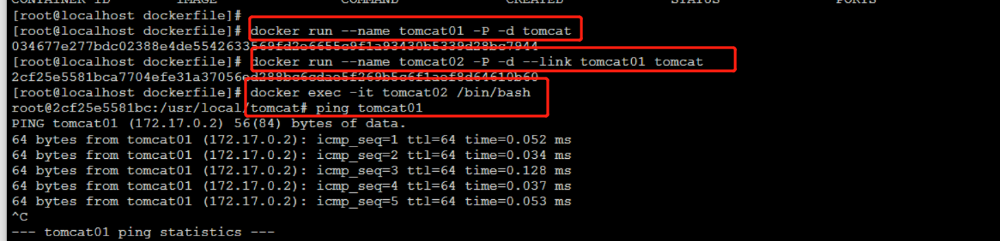 CONTAINER ID IMAGE COMMAND CREATED STATUS PORTS
[root@localhost dockerfile]#
[root@localhost dockerfile]# docker run --name tomcat01 -P -d tomcat
034677e277bdc02388e4de5542633569fd2e6655c9f1a93430b5339d28bc7944
[root@localhost dockerfile]# docker run --name tomcat02 -P -d --link tomcat01 tomcat
2cf25e5581bca7704efe31a37056ed288bc6cdae5f269b5c6f1aef8d64610b60
[root@localhost dockerfile]# docker exec -it tomcat02 /bin/bash
root@2cf25e5581bc:/usr/local/tomcat# ping tomcat01
PING tomcat01 (172.17.0.2) 56(84) bytes of data.
64 bytes from tomcat01 (172.17.0.2): icmp_seq=1 ttl=64 time=0.052 ms
64 bytes from tomcat01 (172.17.0.2): icmp_seq=2 ttl=64 time=0.034 ms
64 bytes from tomcat01 (172.17.0.2): icmp_seq=3 ttl=64 time=0.128 ms
64 bytes from tomcat01 (172.17.0.2): icmp_seq=4 ttl=64 time=0.037 ms
64 bytes from tomcat01 (172.17.0.2): icmp_seq=5 ttl=64 time=0.053 ms
^C
--- tomcat01 ping statistics ---